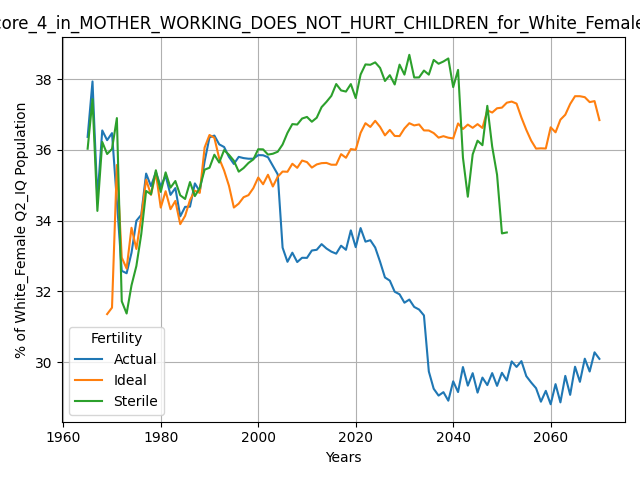 core_4_in_MOTHER_WORKING_DOES_NOT_HURT_CHILDREN_for_White_Female
% of White_Female Q2_IQ Population
38
36
34
32
30
Fertility
Actual
Ideal
Sterile
1960
1980
2000
2020
2040
2060
Years